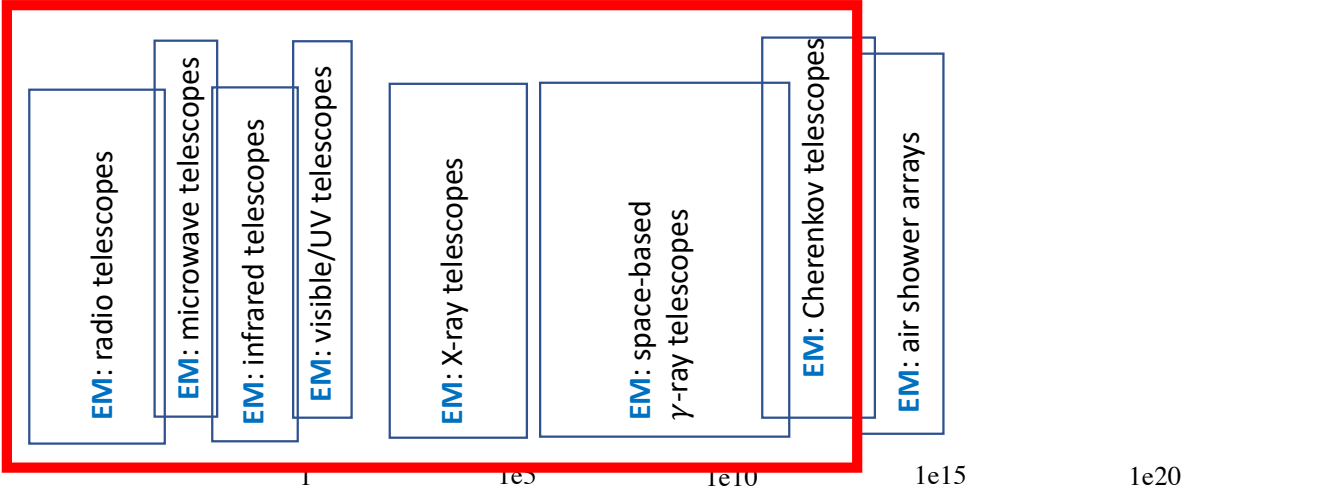 EM: radio telescopes
EM: microwave telescopes
EM: infrared telescopes
EM: visible/UV telescopes
EM: X-ray telescopes
EM: space-based
γ-ray telescopes
EM: Cherenkov telescopes
EM: air shower arrays
1 1e5 1e10 1e15 1e20